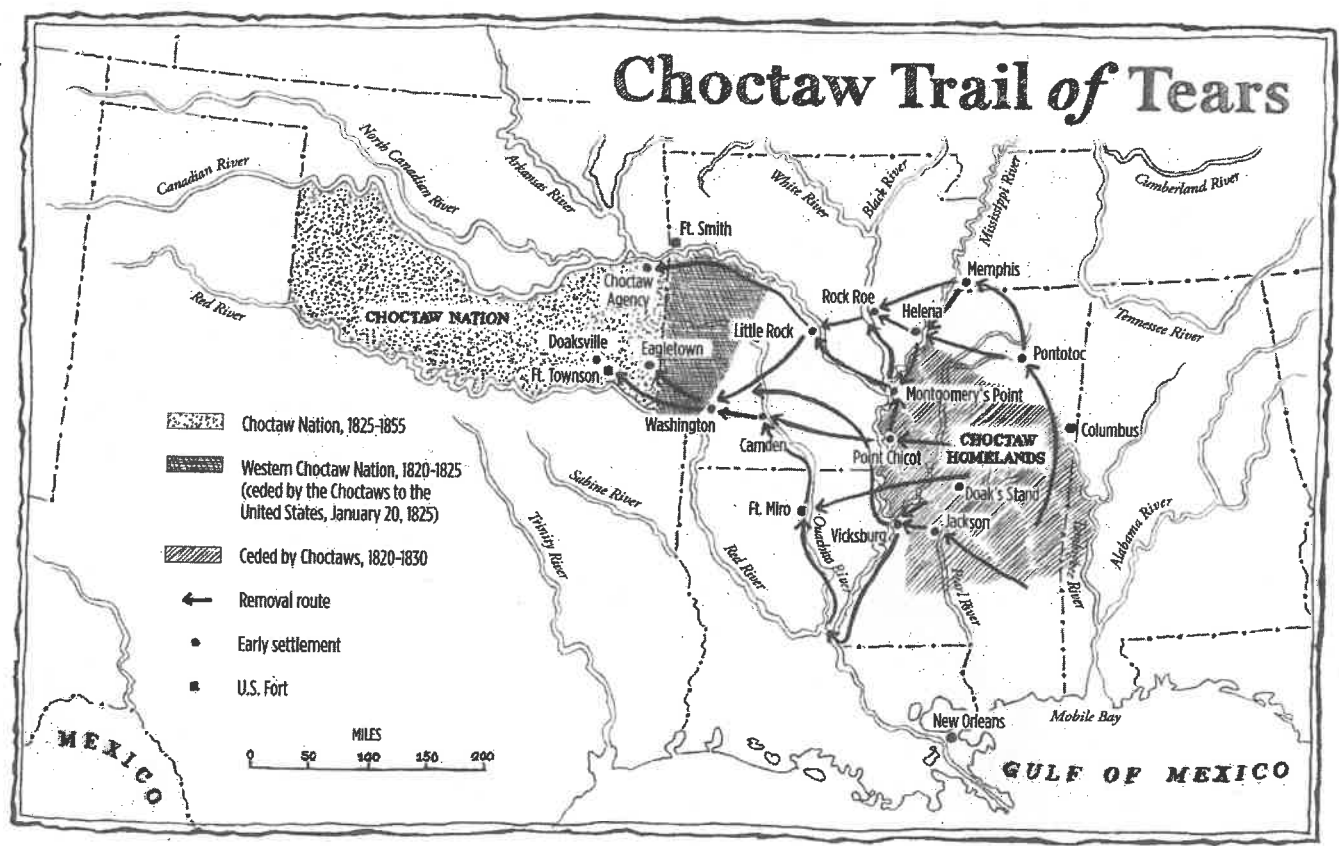 Choctaw Trail of Tears
Canadian River
North Canadian River
Arkansas River
White River
Black River
Mississippi River
Cumberland River
Red River
Ft. Smith
Choctaw
Agency
CHOCTAW NATION
Doaksville
Ft. Townson
Eagletown
Little Rock
Rock Roe
Helena
Memphis
Pontotoc
Tennessee River
Montgomery's Point
Washington
Camden
Point Chicot
CHOCTAW
HOMELANDS
Columbus
Doak's Stand
Ft. Miro
Vicksburg
Jackson
Sabine River
Trinity River
Red River
Ouachita River
Pearl River
River
Alabama River
Choctaw Nation, 1825-1855
Western Choctaw Nation, 1820-1825
(ceded by the Choctaws to the
United States, January 20, 1825)
Ceded by Choctaws, 1820-1830
Removal route
Early settlement
U.S. Fort
MILES
0 50 100 150 200
MEXICO
New Orleans
Mobile Bay
GULF OF MEXICO